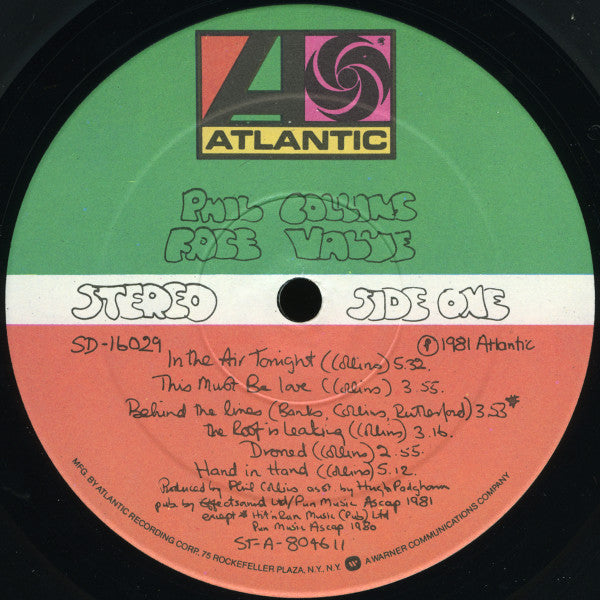 ATLANTIC
PHIL COLLINS
FACE VALUE
STEREO SIDE ONE
SD-16029 ℗ 1981 Atlantic
In the Air Tonight (Collins) 5.32.
This Must Be Love (Collins) 3 55.
Behind the lines (Banks, Collins, Rutherford) 3.53*
The Roof is Leaking (Collins) 3.16.
Droned (Collins) 2.55.
Hand in Hand (Collins) 5.12.
Produced by Phil Collins asst. by Hugh Padgham
pub by Effectsound Ltd/Pun Music Ascap 1981
except * Hit'n Run Music (Pub) Ltd
Pun Music Ascap 1980
ST-A-804611
MFG. BY ATLANTIC RECORDING CORP. 75 ROCKEFELLER PLAZA, N.Y. N.Y. W A WARNER COMMUNICATIONS COMPANY